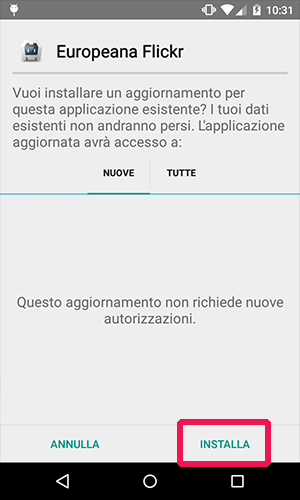 10:31
Europeana Flickr
Vuoi installare un aggiornamento per
questa applicazione esistente? I tuoi dati
esistenti non andranno persi. L'applicazione
aggiornata avrà accesso a:
NUOVE TUTTE
Questo aggiornamento non richiede nuove
autorizzazioni.
ANNULLA INSTALLA